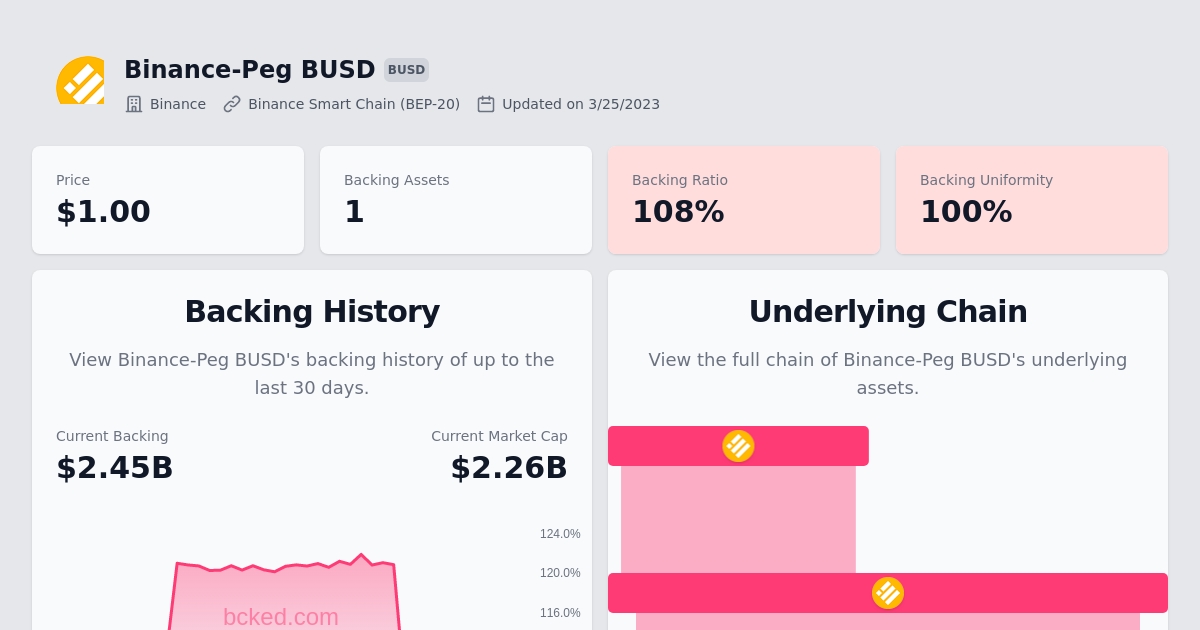 Binance-Peg BUSD BUSD
Binance Binance Smart Chain (BEP-20) Updated on 3/25/2023
Price
$1.00
Backing Assets
1
Backing Ratio
108%
Backing Uniformity
100%
Backing History
View Binance-Peg BUSD's backing history of up to the
last 30 days.
Current Backing
$2.45B
Current Market Cap
$2.26B
124.0%
120.0%
116.0%
bcked.com
Underlying Chain
View the full chain of Binance-Peg BUSD's underlying
assets.